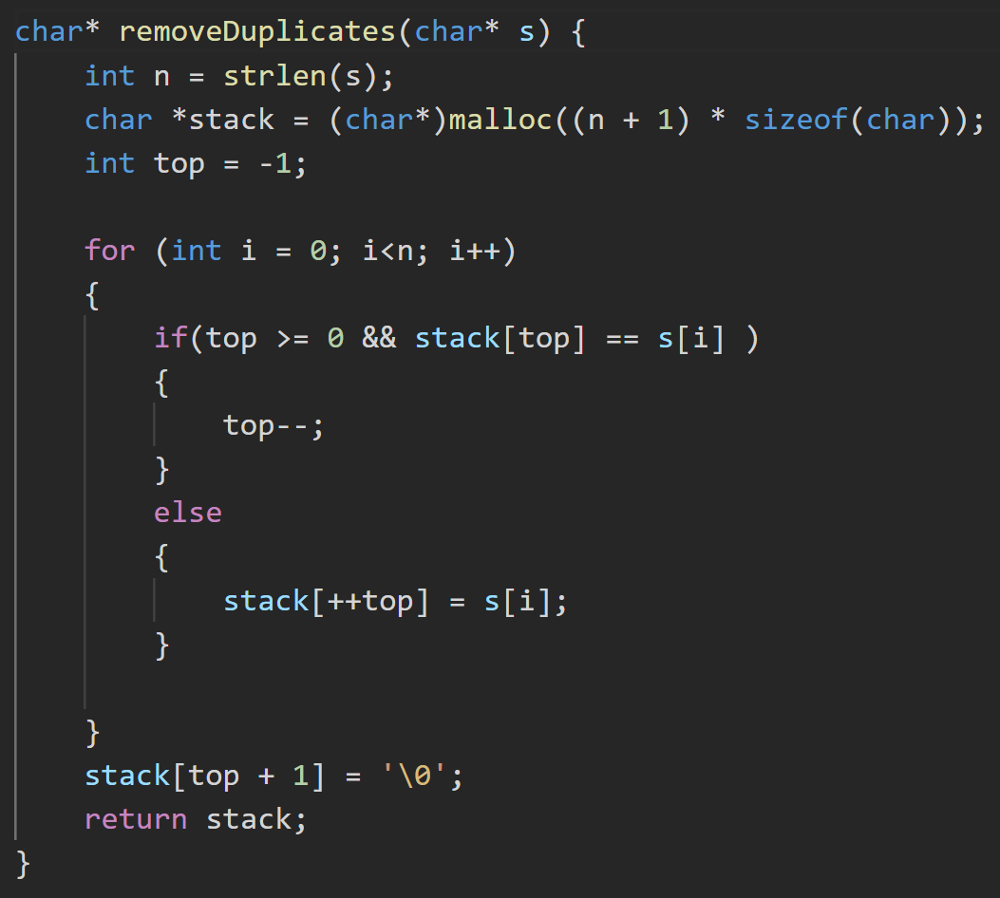 char* removeDuplicates(char* s) {
    int n = strlen(s);
    char *stack = (char*)malloc((n + 1) * sizeof(char));
    int top = -1;

    for (int i = 0; i<n; i++)
    {
        if(top >= 0 && stack[top] == s[i] )
        {
            top--;
        }
        else
        {
            stack[++top] = s[i];
        }

    }
    stack[top + 1] = '\0';
    return stack;
}